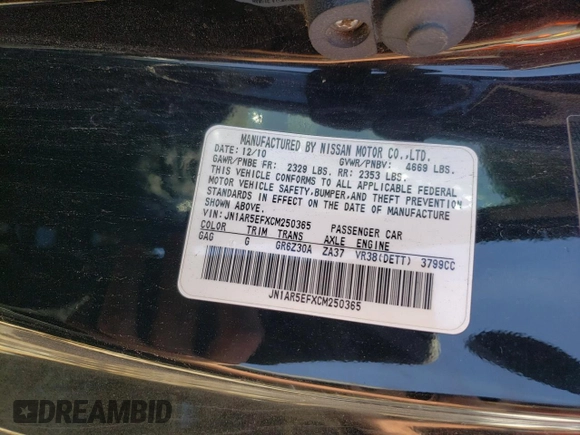 MANUFACTURED BY NISSAN MOTOR CO.,LTD.
DATE: 12/10 GVWR/PNBV: 4669 LBS.
GAWR/PNBE FR: 2329 LBS. RR: 2353 LBS.
THIS VEHICLE CONFORMS TO ALL APPLICABLE FEDERAL
MOTOR VEHICLE SAFETY,BUMPER,AND THEFT PREVENTION
STANDARDS IN EFFECT ON THE DATE OF MANUFACTURE
SHOWN ABOVE.
VIN: JN1AR5EFXCM250365 PASSENGER CAR
COLOR TRIM TRANS AXLE ENGINE
GAG G GR6Z30A ZA37 VR38(DETT) 3799CC
JN1AR5EFXCM250365
DREAMBID